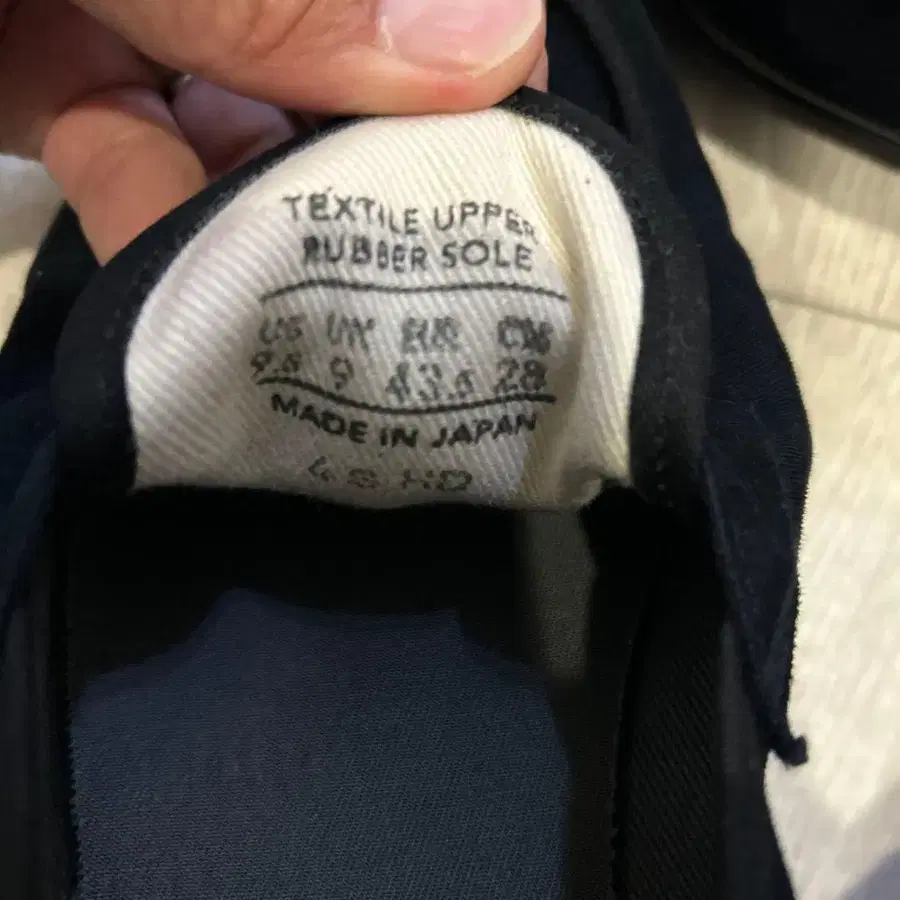 TEXTILE UPPER
RUBBER SOLE
US UK EUR CM
9.5 9 43.5 28
MADE IN JAPAN